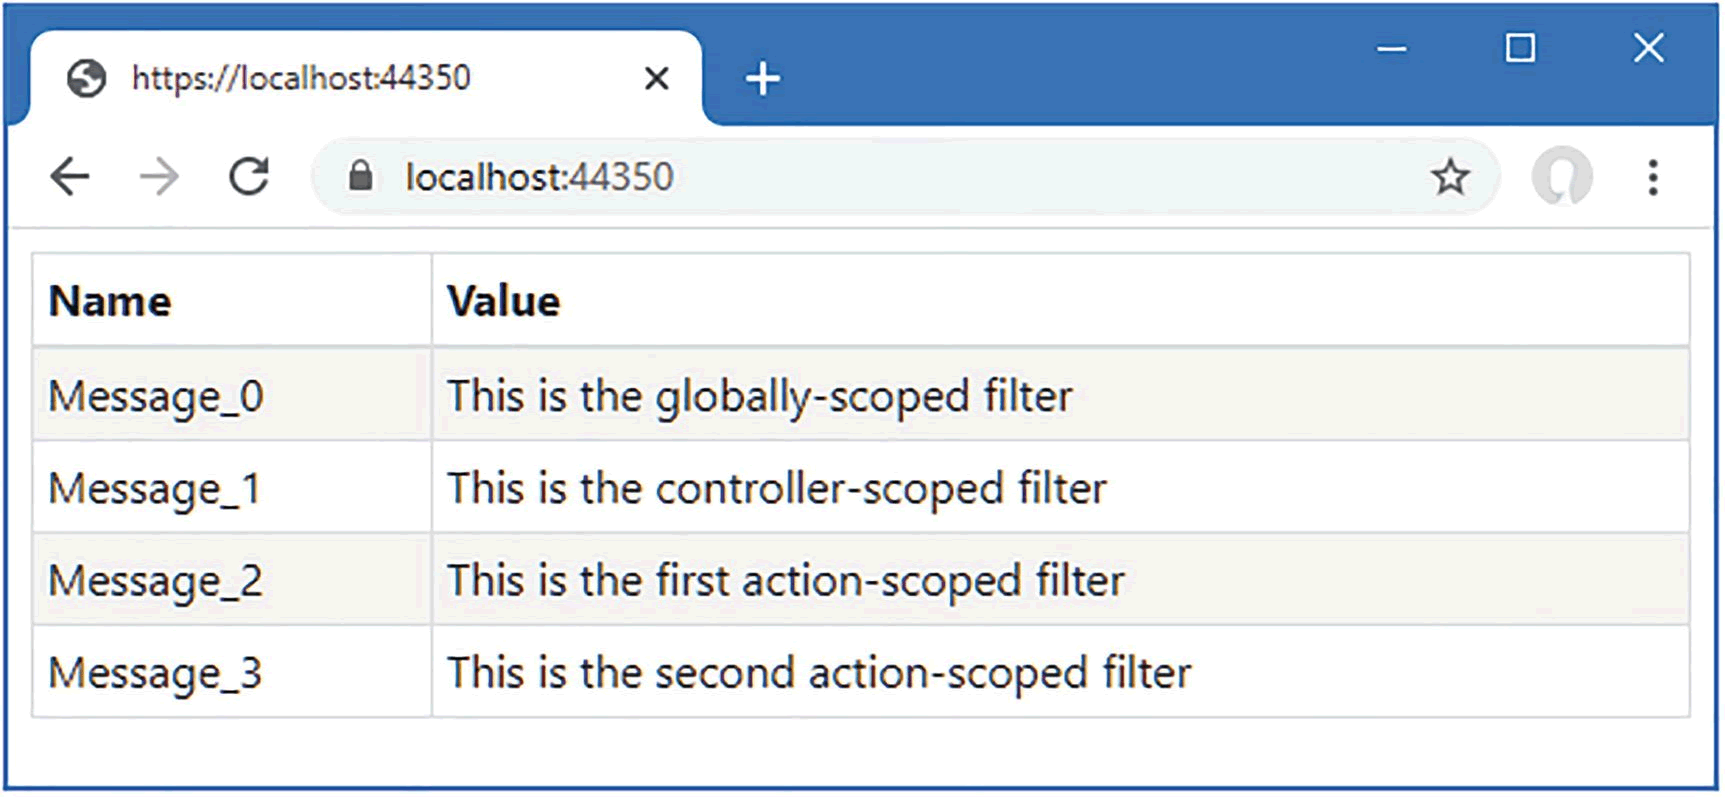 https://localhost:44350
localhost:44350
Name Value
Message_0 This is the globally-scoped filter
Message_1 This is the controller-scoped filter
Message_2 This is the first action-scoped filter
Message_3 This is the second action-scoped filter